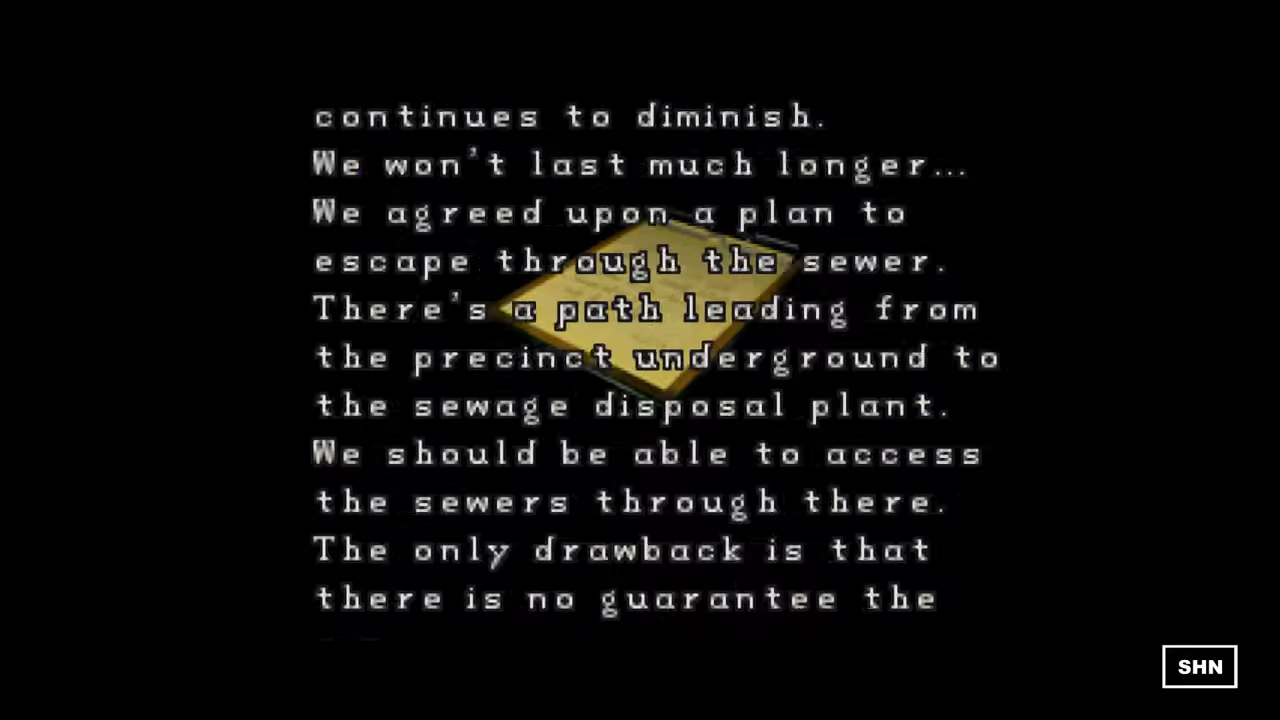 continues to diminish.
We won't last much longer...
We agreed upon a plan to
escape through the sewer.
There's a path leading from
the precinct underground to
the sewage disposal plant.
We should be able to access
the sewers through there.
The only drawback is that
there is no guarantee the
SHN